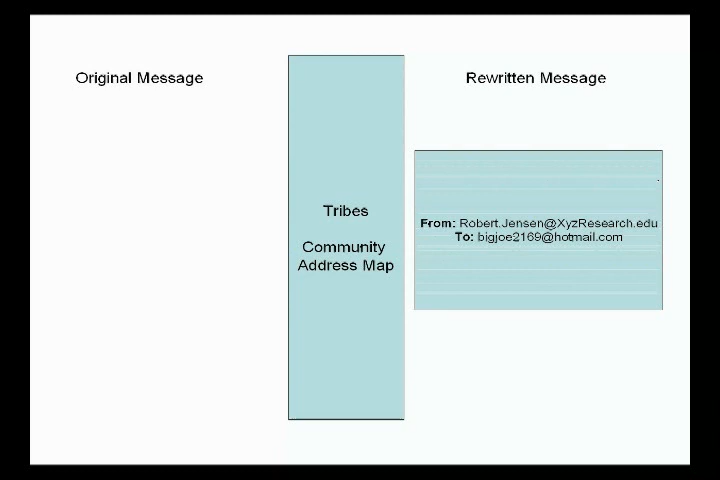 Original Message
Rewritten Message
Tribes
Community
Address Map
From: Robert.Jensen@XyzResearch.edu
To: bigjoe2169@hotmail.com